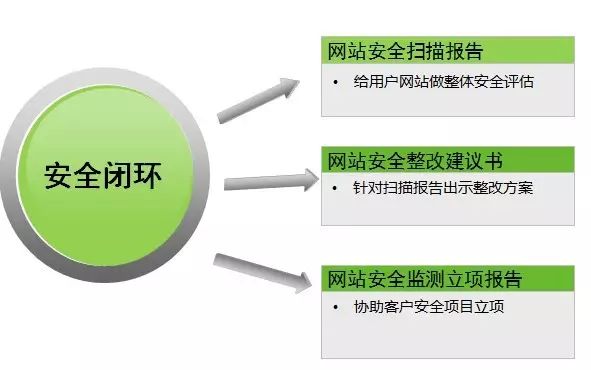 安全闭环
网站安全扫描报告
• 给用户网站做整体安全评估
网站安全整改建议书
• 针对扫描报告出示整改方案
网站安全监测立项报告
• 协助客户安全项目立项